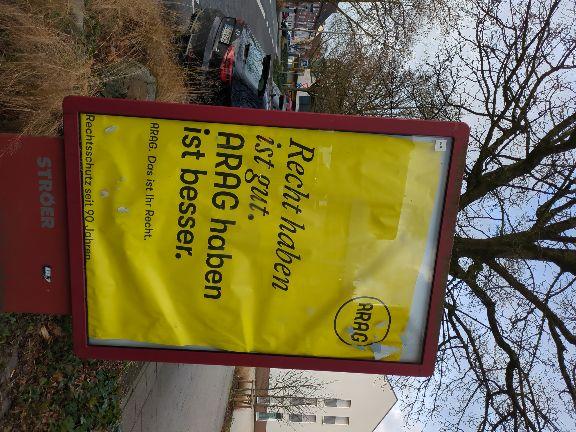 ARAG
Recht haben
ist gut.
ARAG haben
ist besser.
ARAG. Das ist Ihr Recht.
Rechtsschutz seit 90 Jahren
STRÖER